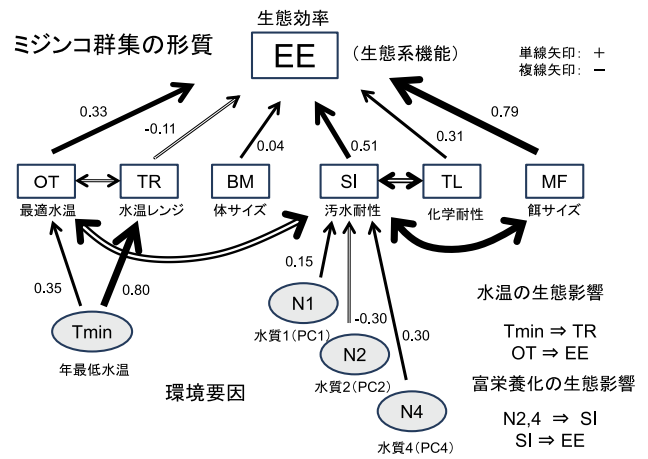 生態効率
ミジンコ群集の形質
EE
(生態系機能)
単線矢印: +
複線矢印: −
0.33
-0.11
0.04
0.51
0.31
0.79
OT
TR
BM
SI
TL
MF
最適水温
水温レンジ
体サイズ
汚水耐性
化学耐性
餌サイズ
0.35
0.80
0.15
-0.30
0.30
Tmin
年最低水温
N1
水質1(PC1)
N2
水質2(PC2)
N4
水質4(PC4)
環境要因
水温の生態影響
Tmin ⇒ TR
OT ⇒ EE
富栄養化の生態影響
N2,4 ⇒ SI
SI ⇒ EE